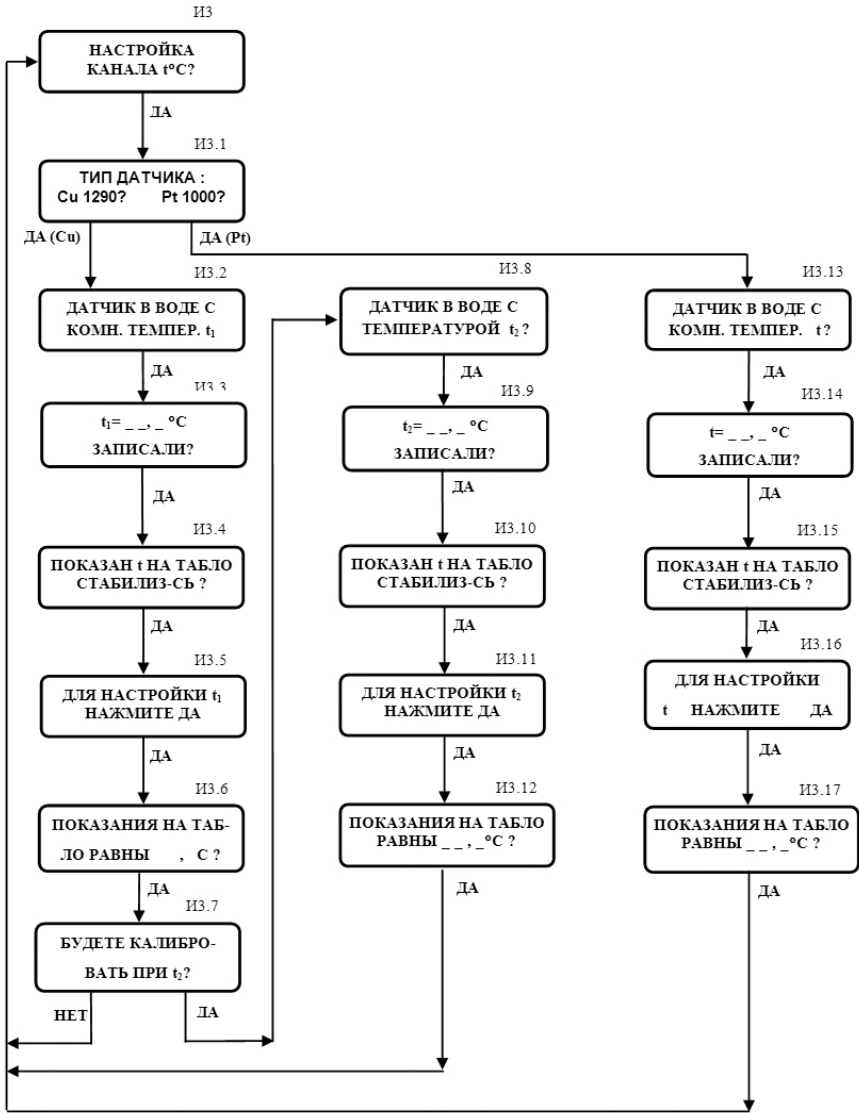 И3
НАСТРОЙКА
КАНАЛА t°C?
ДА
И3.1
ТИП ДАТЧИКА :
Cu 1290? Pt 1000?
ДА (Cu)
ДА (Pt)
И3.2
ДАТЧИК В ВОДЕ С
КОМН. ТЕМПЕР. t₁
ДА
И3.3
t₁= _ _, _ °C
ЗАПИСАЛИ?
ДА
И3.4
ПОКАЗАН t НА ТАБЛО
СТАБИЛИЗ-СЬ ?
ДА
И3.5
ДЛЯ НАСТРОЙКИ t₁
НАЖМИТЕ ДА
ДА
И3.6
ПОКАЗАНИЯ НА ТАБ-
ЛО РАВНЫ , С ?
ДА
И3.7
БУДЕТЕ КАЛИБРО-
ВАТЬ ПРИ t₂?
НЕТ
ДА
И3.8
ДАТЧИК В ВОДЕ С
ТЕМПЕРАТУРОЙ t₂ ?
ДА
И3.9
t₂= _ _, _ °C
ЗАПИСАЛИ?
ДА
И3.10
ПОКАЗАН t НА ТАБЛО
СТАБИЛИЗ-СЬ ?
ДА
И3.11
ДЛЯ НАСТРОЙКИ t₂
НАЖМИТЕ ДА
ДА
И3.12
ПОКАЗАНИЯ НА ТАБЛО
РАВНЫ _ _ , _°C ?
ДА
И3.13
ДАТЧИК В ВОДЕ С
КОМН. ТЕМПЕР. t ?
ДА
И3.14
t= _ _, _ °C
ЗАПИСАЛИ?
ДА
И3.15
ПОКАЗАН t НА ТАБЛО
СТАБИЛИЗ-СЬ ?
ДА
И3.16
ДЛЯ НАСТРОЙКИ
t НАЖМИТЕ ДА
ДА
И3.17
ПОКАЗАНИЯ НА ТАБЛО
РАВНЫ _ _ , _°C ?
ДА